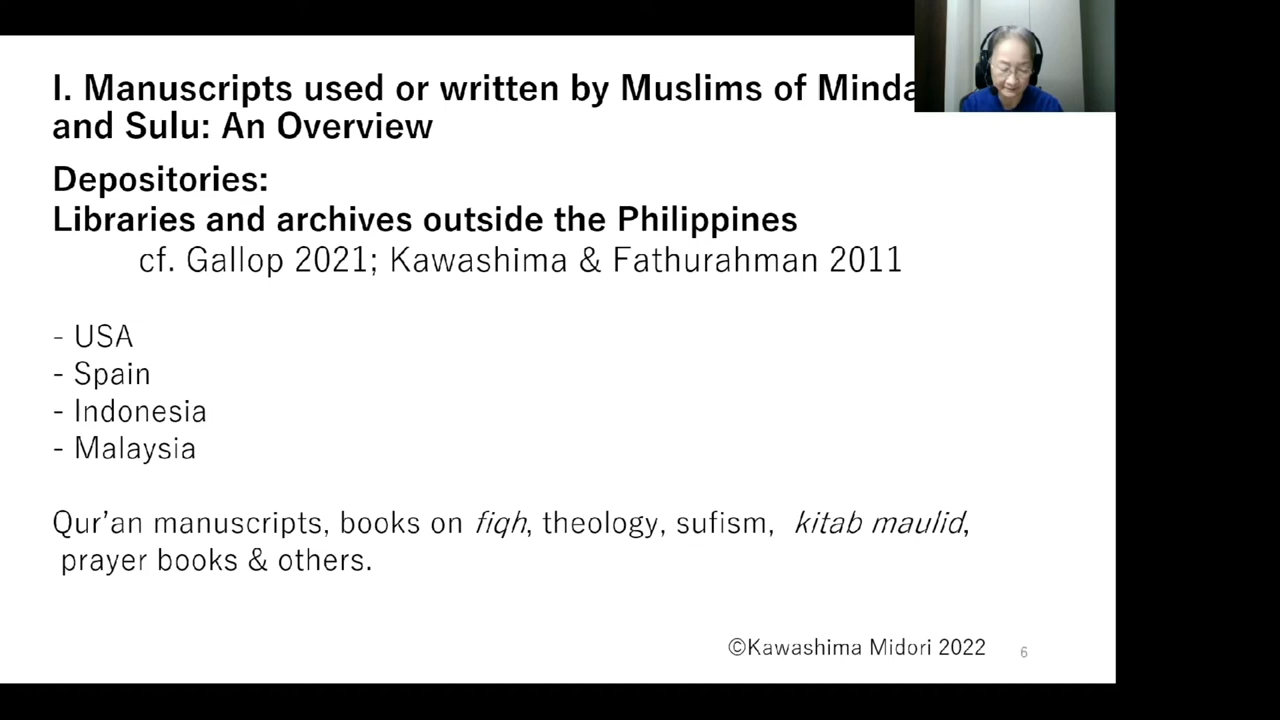 I. Manuscripts used or written by Muslims of Minda
and Sulu: An Overview
Depositories:
Libraries and archives outside the Philippines
cf. Gallop 2021; Kawashima & Fathurahman 2011
- USA
- Spain
- Indonesia
- Malaysia
Qur’an manuscripts, books on fiqh, theology, sufism, kitab maulid,
prayer books & others.
©Kawashima Midori 2022 6